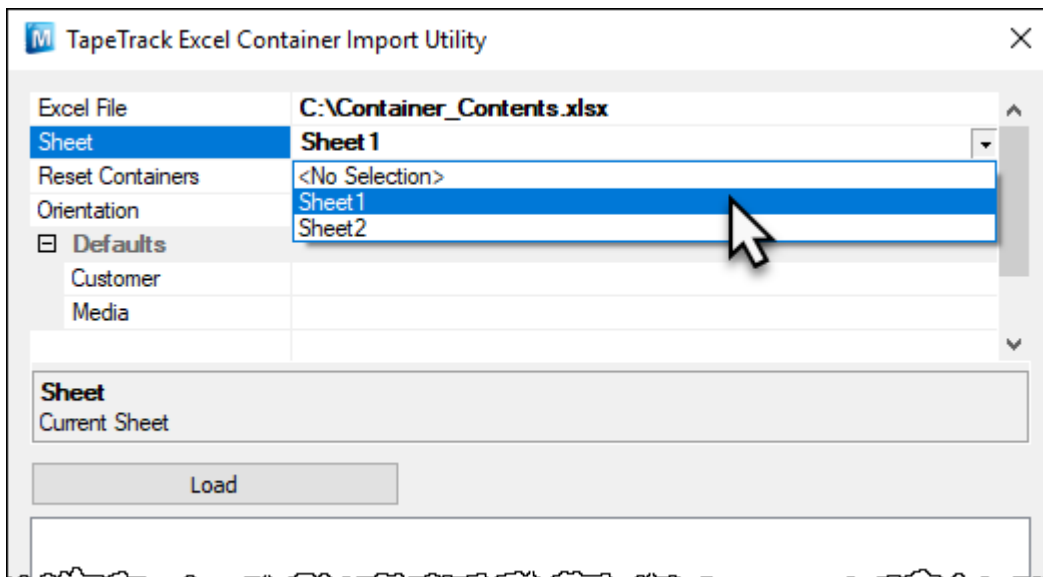 TapeTrack Excel Container Import Utility
Excel File C:\Container_Contents.xlsx
Sheet Sheet1
Reset Containers <No Selection>
Orientation Sheet1
Sheet2
Defaults
Customer
Media
Sheet
Current Sheet
Load